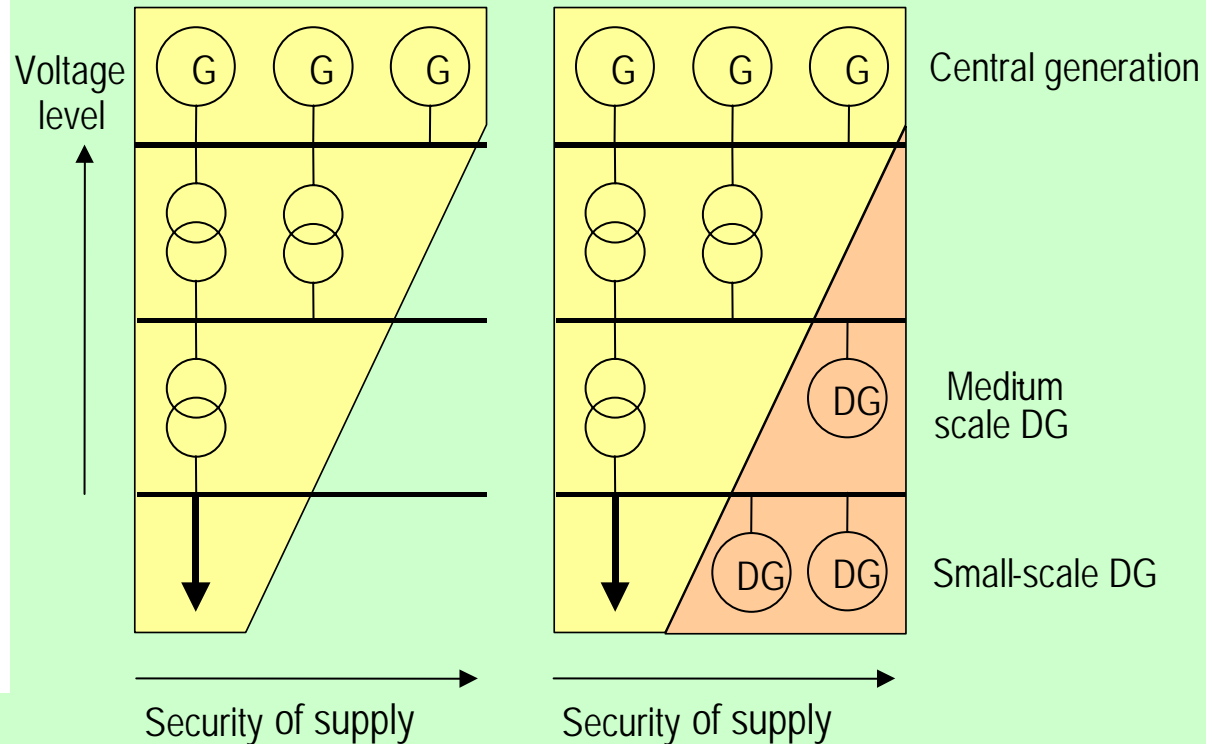 Voltage
level
G G G
G G G
Central generation
DG
Medium
scale DG
DG DG
Small-scale DG
Security of supply
Security of supply